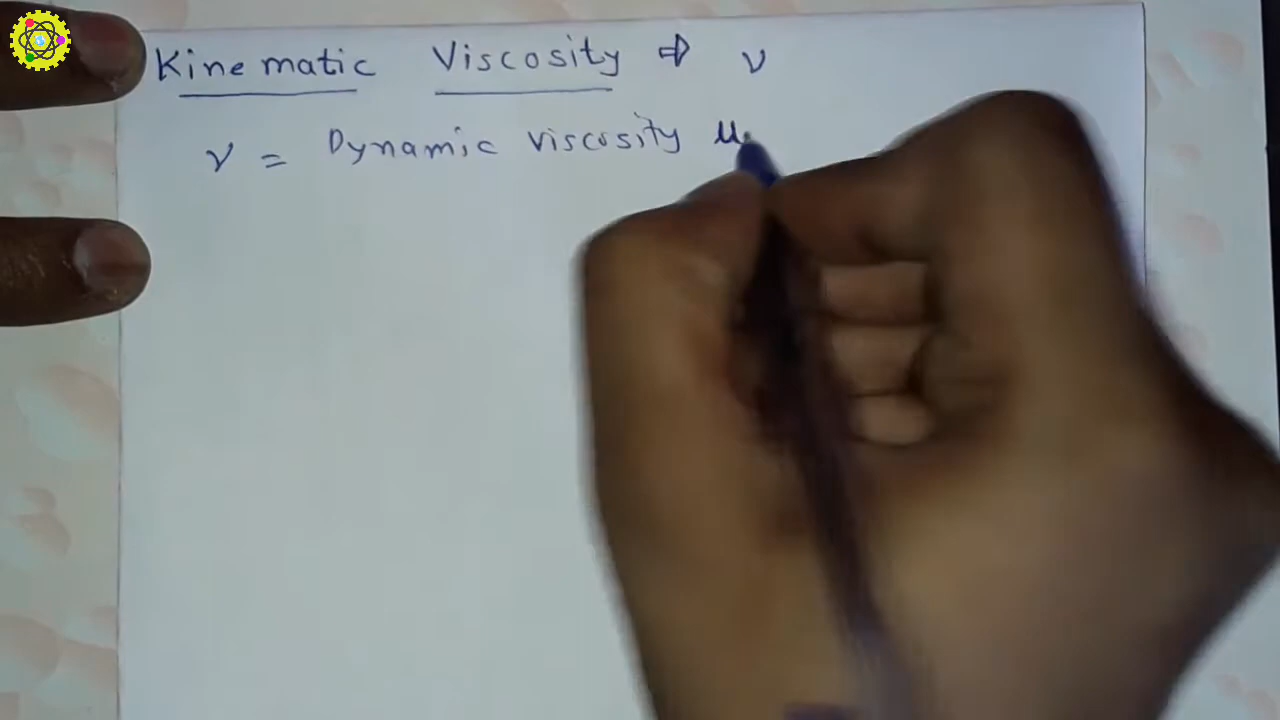 Kinematic Viscosity ⇒ ν
ν = Dynamic viscosity μ